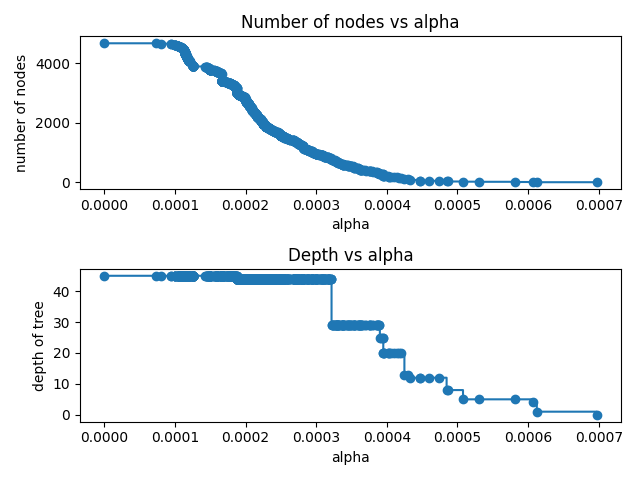 Number of nodes vs alpha
number of nodes
4000
2000
0
0.0000 0.0001 0.0002 0.0003 0.0004 0.0005 0.0006 0.0007
alpha
Depth vs alpha
depth of tree
40
30
20
10
0
0.0000 0.0001 0.0002 0.0003 0.0004 0.0005 0.0006 0.0007
alpha